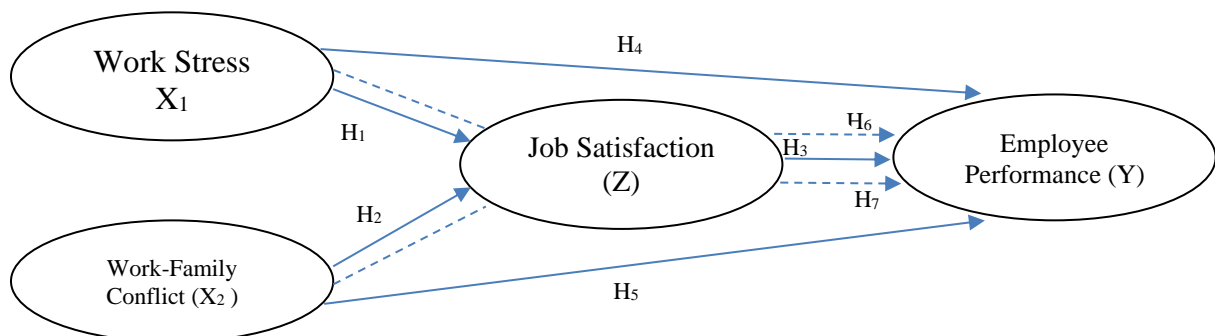 Work Stress
X1
H4
H1
Job Satisfaction
(Z)
H6
H3
H7
Employee
Performance (Y)
H2
Work-Family
Conflict (X2 )
H5